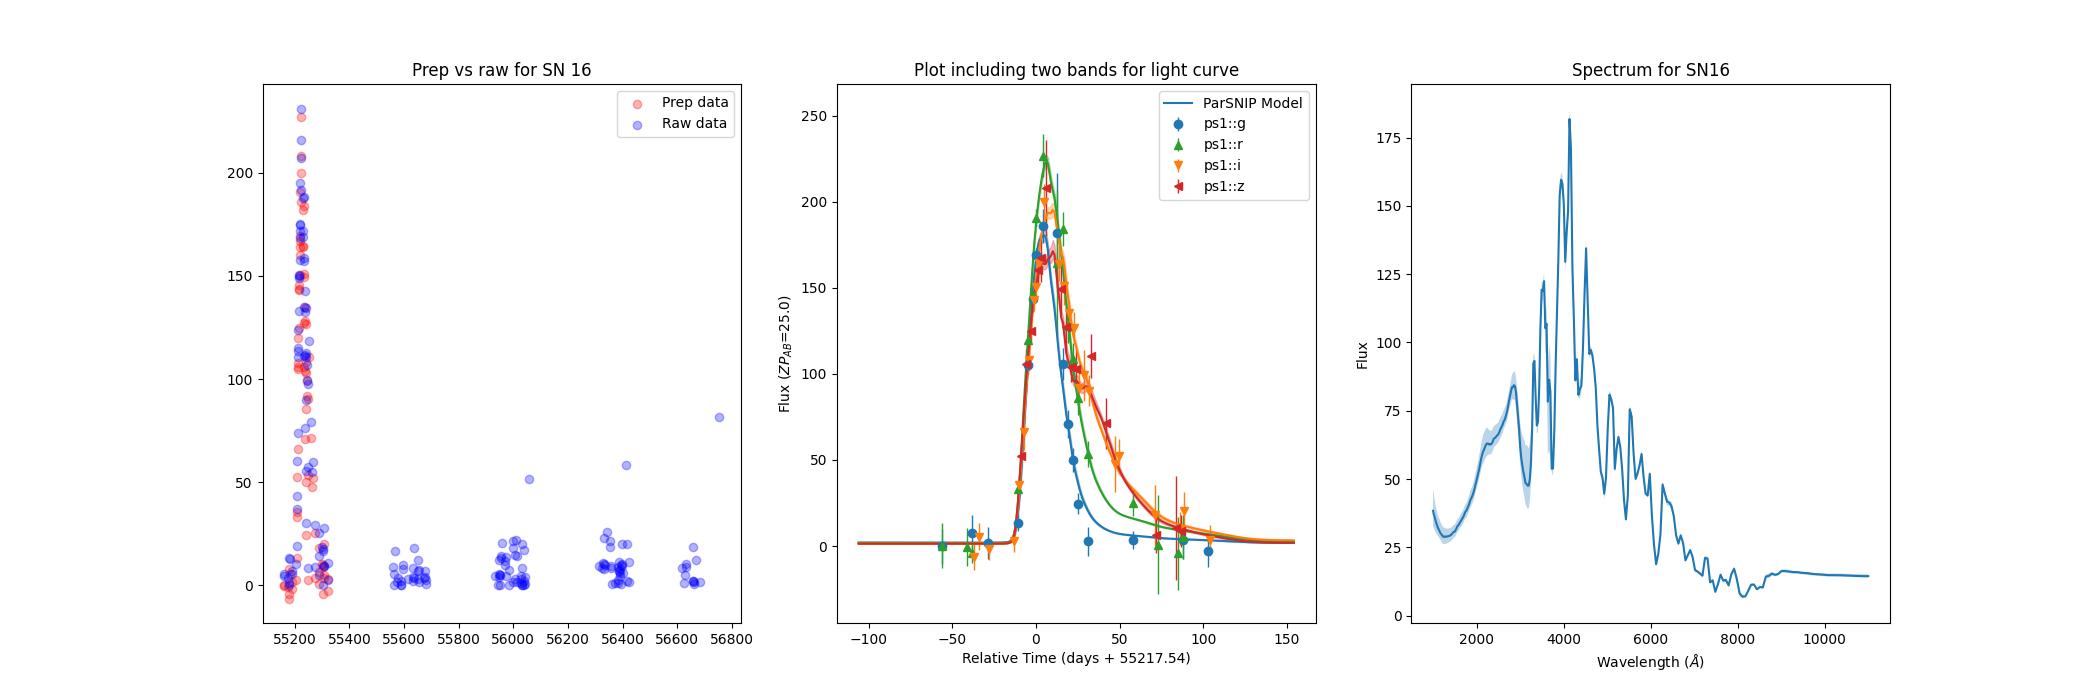 Prep vs raw for SN 16
Prep data
Raw data
200
150
100
50
0
55200 55400 55600 55800 56000 56200 56400 56600 56800
Plot including two bands for light curve
ParSNIP Model
ps1::g
ps1::r
ps1::i
ps1::z
Flux (ZP_AB=25.0)
250
200
150
100
50
0
−100 −50 0 50 100 150
Relative Time (days + 55217.54)
Spectrum for SN16
Flux
175
150
125
100
75
50
25
0
2000 4000 6000 8000 10000
Wavelength (Å)